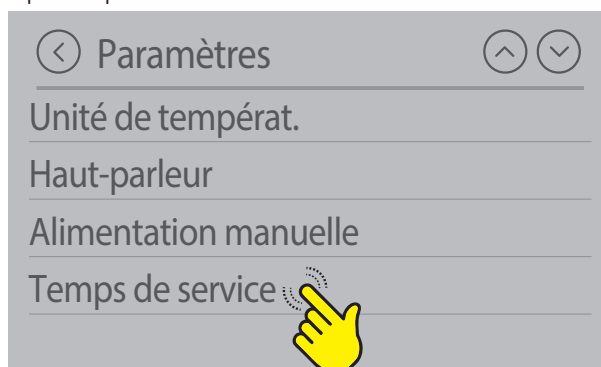 Paramètres
Unité de températ.
Haut-parleur
Alimentation manuelle
Temps de service